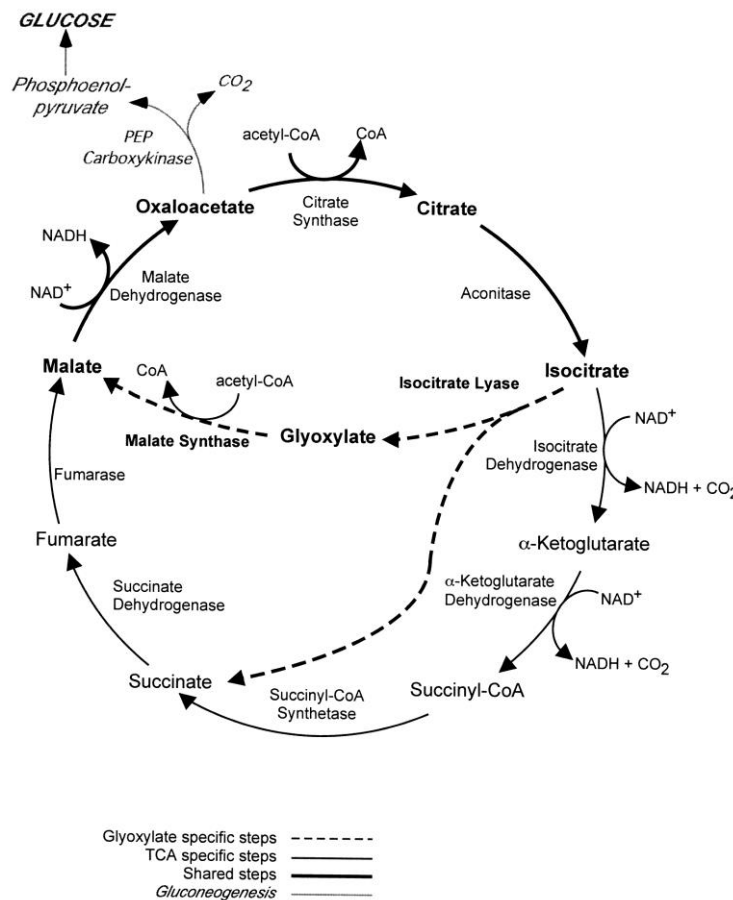 GLUCOSE
Phosphoenol-
pyruvate
CO2
PEP
Carboxykinase
acetyl-CoA
CoA
Oxaloacetate
Citrate
Synthase
Citrate
NADH
NAD+
Malate
Dehydrogenase
Aconitase
Malate
CoA
acetyl-CoA
Isocitrate Lyase
Isocitrate
Malate Synthase
Glyoxylate
NAD+
Isocitrate
Dehydrogenase
NADH + CO2
Fumarase
Fumarate
α-Ketoglutarate
Succinate
Dehydrogenase
α-Ketoglutarate
Dehydrogenase
NAD+
NADH + CO2
Succinate
Succinyl-CoA
Succinyl-CoA
Synthetase
Glyoxylate specific steps
TCA specific steps
Shared steps
Gluconeogenesis